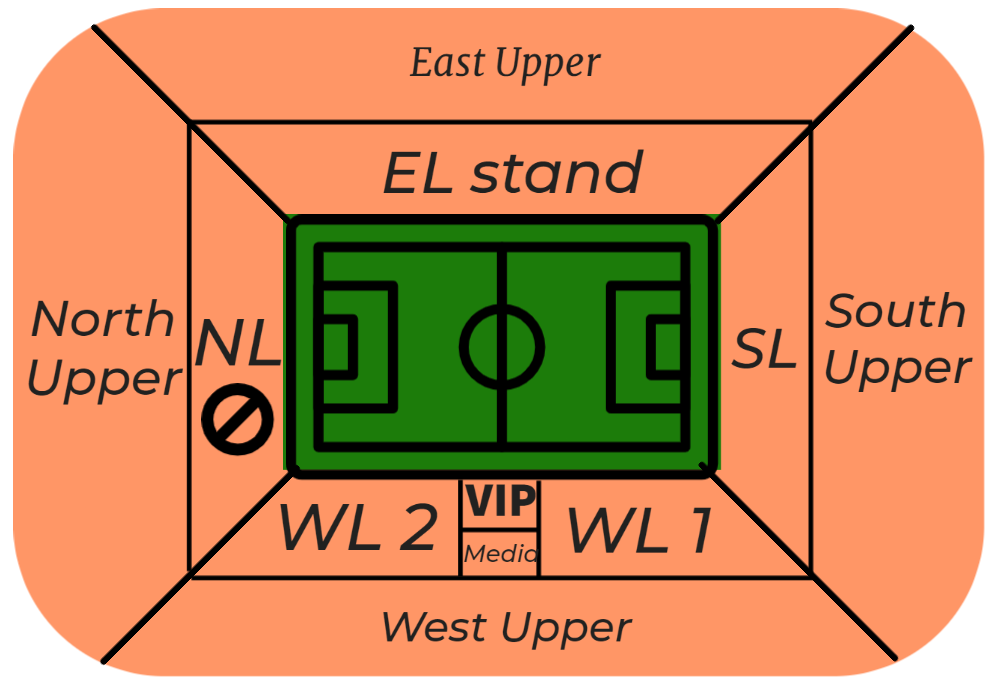 East Upper
EL stand
North
Upper
NL
SL
South
Upper
WL 2
VIP
Media
WL 1
West Upper